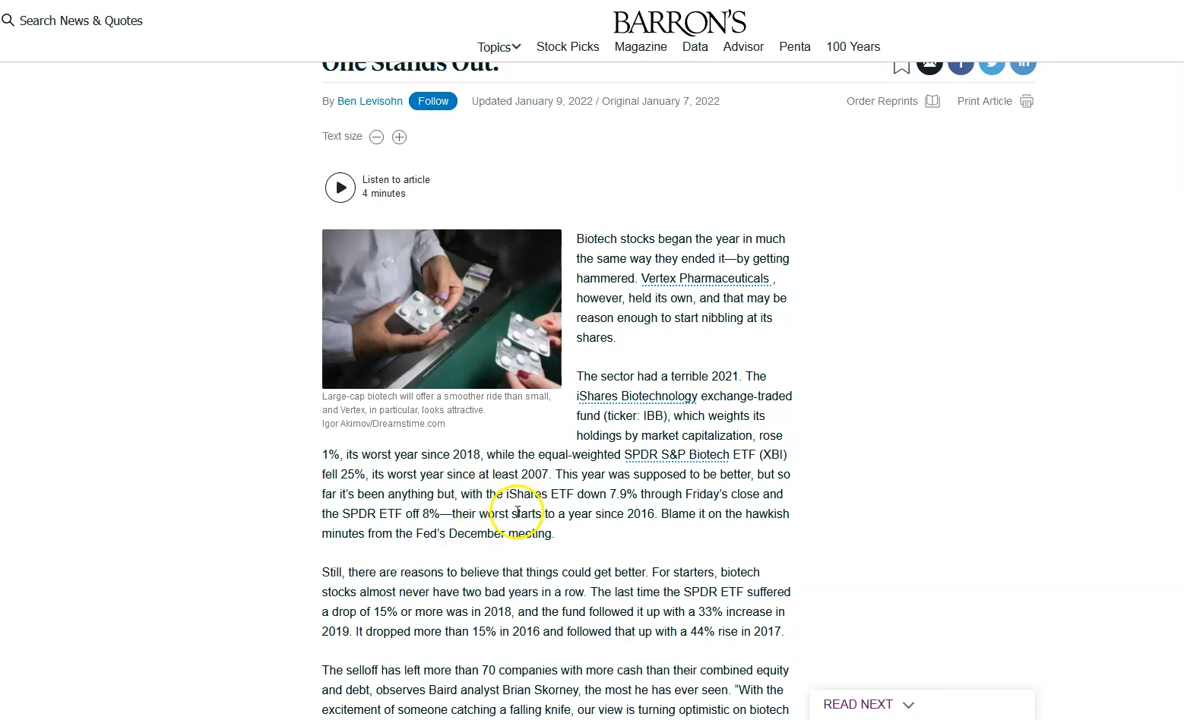 Search News & Quotes
BARRON'S
Topics Stock Picks Magazine Data Advisor Penta 100 Years
One Stands Out.
By Ben Levisohn Follow Updated January 9, 2022 / Original January 7, 2022 Order Reprints Print Article
Text size
Listen to article
4 minutes
Biotech stocks began the year in much
the same way they ended it—by getting
hammered. Vertex Pharmaceuticals ,
however, held its own, and that may be
reason enough to start nibbling at its
shares.
Large-cap biotech will offer a smoother ride than small,
and Vertex, in particular, looks attractive.
Igor Akimov/Dreamstime.com
The sector had a terrible 2021. The
iShares Biotechnology exchange-traded
fund (ticker: IBB), which weights its
holdings by market capitalization, rose
1%, its worst year since 2018, while the equal-weighted SPDR S&P Biotech ETF (XBI)
fell 25%, its worst year since at least 2007. This year was supposed to be better, but so
far it's been anything but, with the iShares ETF down 7.9% through Friday's close and
the SPDR ETF off 8%—their worst starts to a year since 2016. Blame it on the hawkish
minutes from the Fed's December meeting.
Still, there are reasons to believe that things could get better. For starters, biotech
stocks almost never have two bad years in a row. The last time the SPDR ETF suffered
a drop of 15% or more was in 2018, and the fund followed it up with a 33% increase in
2019. It dropped more than 15% in 2016 and followed that up with a 44% rise in 2017.
The selloff has left more than 70 companies with more cash than their combined equity
and debt, observes Baird analyst Brian Skorney, the most he has ever seen. "With the
excitement of someone catching a falling knife, our view is turning optimistic on biotech
READ NEXT